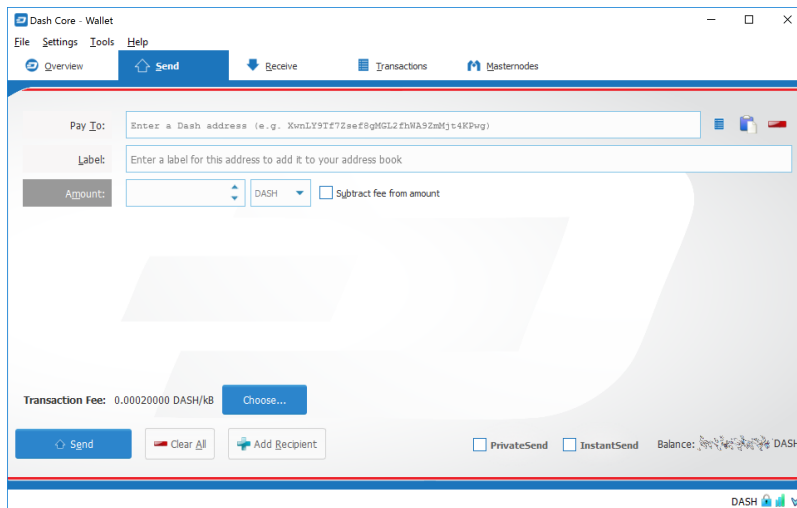 Dash Core - Wallet
File Settings Tools Help
Overview Send Receive Transactions Masternodes
Pay To: Enter a Dash address (e.g. XwnLY9Tf7Zsef8gMGL2fhWA9ZmMjt4KPwg)
Label: Enter a label for this address to add it to your address book
Amount: DASH Subtract fee from amount
Transaction Fee: 0.00020000 DASH/kB Choose...
Send Clear All Add Recipient PrivateSend InstantSend Balance: DASH
DASH